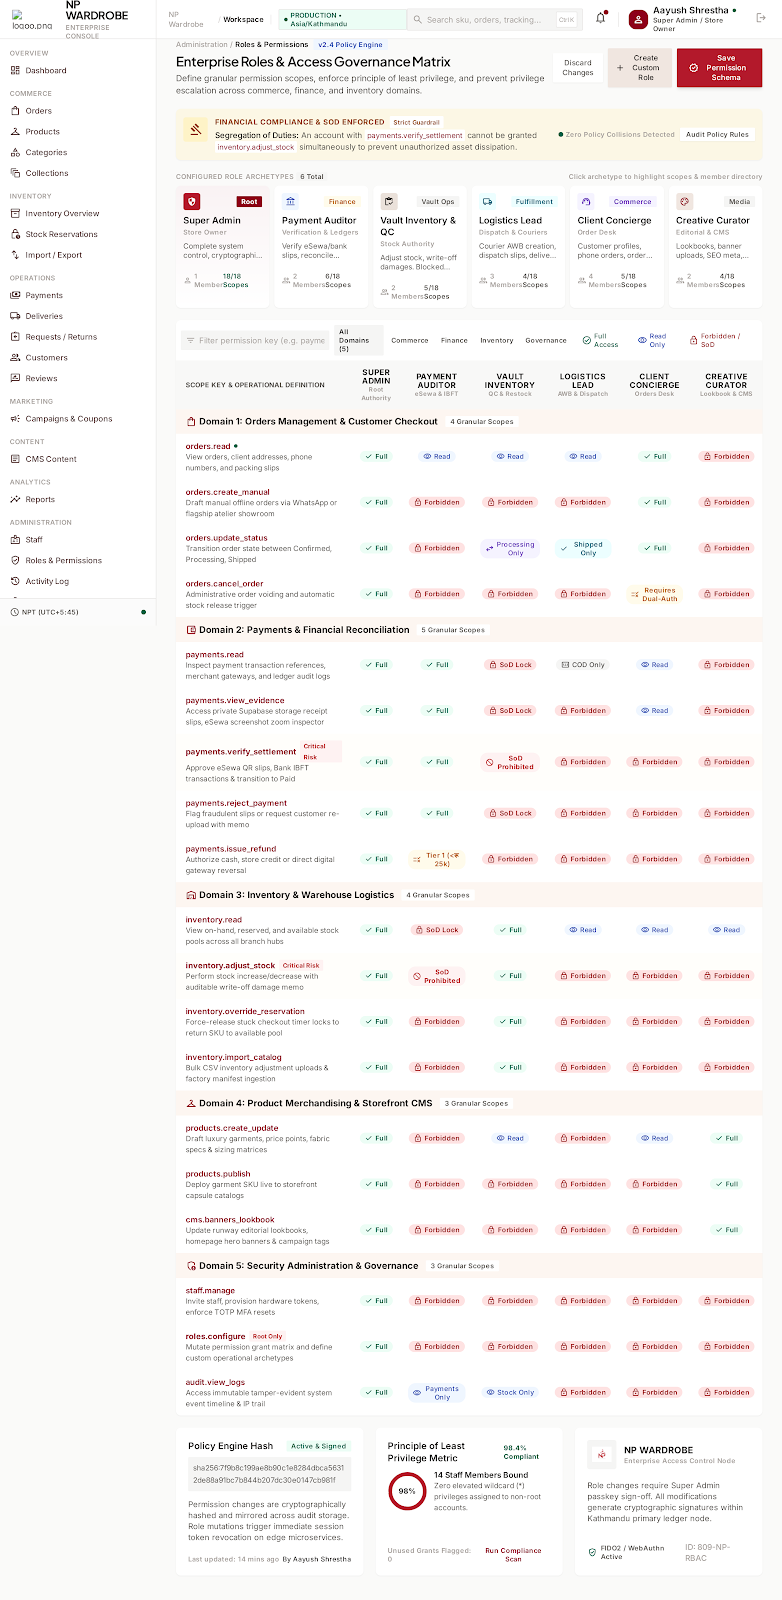 logoo.png
NP
WARDROBE
ENTERPRISE
CONSOLE
OVERVIEW
Dashboard
COMMERCE
Orders
Products
Categories
Collections
INVENTORY
Inventory Overview
Stock Reservations
Import / Export
OPERATIONS
Payments
Deliveries
Requests / Returns
Customers
Reviews
MARKETING
Campaigns & Coupons
CONTENT
CMS Content
ANALYTICS
Reports
ADMINISTRATION
Staff
Roles & Permissions
Activity Log
NPT (UTC+5:45)
NP
Wardrobe / Workspace
PRODUCTION •
Asia/Kathmandu
Search sku, orders, tracking...
CtrlK
Aayush Shrestha
Super Admin / Store
Owner
Administration / Roles & Permissions v2.4 Policy Engine
Enterprise Roles & Access Governance Matrix
Define granular permission scopes, enforce principle of least privilege, and prevent privilege
escalation across commerce, finance, and inventory domains.
Discard
Changes
Create
Custom
Role
Save
Permission
Schema
FINANCIAL COMPLIANCE & SOD ENFORCED Strict Guardrail
Segregation of Duties: An account with payments.verify_settlement cannot be granted
inventory.adjust_stock simultaneously to prevent unauthorized asset dissipation.
Zero Policy Collisions Detected
Audit Policy Rules
CONFIGURED ROLE ARCHETYPES 6 Total
Click archetype to highlight scopes & member directory
Root
Super Admin
Store Owner
Complete system
control, cryptographi...
1
Member
18/18
Scopes
Finance
Payment Auditor
Verification & Ledgers
Verify eSewa/bank
slips, reconcile...
2
Members
6/18
Scopes
Vault Ops
Vault Inventory &
QC
Stock Authority
Adjust stock, write-off
damages. Blocked...
2
Members
5/18
Scopes
Fulfillment
Logistics Lead
Dispatch & Couriers
Courier AWB creation,
dispatch slips, delive...
3
Members
4/18
Scopes
Commerce
Client Concierge
Order Desk
Customer profiles,
phone orders, order...
4
Members
5/18
Scopes
Media
Creative Curator
Editorial & CMS
Lookbooks, banner
uploads, SEO meta,...
2
Members
4/18
Scopes
Filter permission key (e.g. payme
All
Domains
(5)
Commerce
Finance
Inventory
Governance
Full
Access
Read
Only
Forbidden /
SoD
SCOPE KEY & OPERATIONAL DEFINITION
SUPER
ADMIN
Root
Authority
PAYMENT
AUDITOR
eSewa & IBFT
VAULT
INVENTORY
QC & Restock
LOGISTICS
LEAD
AWB & Dispatch
CLIENT
CONCIERGE
Orders Desk
CREATIVE
CURATOR
Lookbook & CMS
Domain 1: Orders Management & Customer Checkout 4 Granular Scopes
orders.read
View orders, client addresses, phone
numbers, and packing slips
Full Read Read Read Full Forbidden
orders.create_manual
Draft manual offline orders via WhatsApp or
flagship atelier showroom
Full Forbidden Forbidden Forbidden Full Forbidden
orders.update_status
Transition order state between Confirmed,
Processing, Shipped
Full Forbidden Processing Only Shipped Only Full Forbidden
orders.cancel_order
Administrative order voiding and automatic
stock release trigger
Full Forbidden Forbidden Forbidden Requires Dual-Auth Forbidden
Domain 2: Payments & Financial Reconciliation 5 Granular Scopes
payments.read
Inspect payment transaction references,
merchant gateways, and ledger audit logs
Full Full SoD Lock COD Only Read Forbidden
payments.view_evidence
Access private Supabase storage receipt
slips, eSewa screenshot zoom inspector
Full Full SoD Lock Forbidden Read Forbidden
payments.verify_settlement Critical Risk
Approve eSewa QR slips, Bank IBFT
transactions & transition to Paid
Full Full SoD Prohibited Forbidden Forbidden Forbidden
payments.reject_payment
Flag fraudulent slips or request customer re-
upload with memo
Full Full SoD Lock Forbidden Forbidden Forbidden
payments.issue_refund
Authorize cash, store credit or direct digital
gateway reversal
Full Tier 1 (<रू 25k) Forbidden Forbidden Forbidden Forbidden
Domain 3: Inventory & Warehouse Logistics 4 Granular Scopes
inventory.read
View on-hand, reserved, and available stock
pools across all branch hubs
Full SoD Lock Full Read Read Read
inventory.adjust_stock Critical Risk
Perform stock increase/decrease with
auditable write-off damage memo
Full SoD Prohibited Full Forbidden Forbidden Forbidden
inventory.override_reservation
Force-release stuck checkout timer locks to
return SKU to available pool
Full Forbidden Full Forbidden Forbidden Forbidden
inventory.import_catalog
Bulk CSV inventory adjustment uploads &
factory manifest ingestion
Full Forbidden Full Forbidden Forbidden Forbidden
Domain 4: Product Merchandising & Storefront CMS 3 Granular Scopes
products.create_update
Draft luxury garments, price points, fabric
specs & sizing matrices
Full Forbidden Read Forbidden Read Full
products.publish
Deploy garment SKU live to storefront
capsule catalogs
Full Forbidden Forbidden Forbidden Forbidden Full
cms.banners_lookbook
Update runway editorial lookbooks,
homepage hero banners & campaign tags
Full Forbidden Forbidden Forbidden Forbidden Full
Domain 5: Security Administration & Governance 3 Granular Scopes
staff.manage
Invite staff, provision hardware tokens,
enforce TOTP MFA resets
Full Forbidden Forbidden Forbidden Forbidden Forbidden
roles.configure Root Only
Mutate permission grant matrix and define
custom operational archetypes
Full Forbidden Forbidden Forbidden Forbidden Forbidden
audit.view_logs
Access immutable tamper-evident system
event timeline & IP trail
Full Payments Only Stock Only Forbidden Forbidden Forbidden
Policy Engine Hash Active & Signed
sha256:7f9b8c199ae8b90c1e8284dbca5631
2de88a91bc7b844b207dc30e0147cb981f
Permission changes are cryptographically
hashed and mirrored across audit storage.
Role mutations trigger immediate session
token revocation on edge microservices.
Last updated: 14 mins ago By Aayush Shrestha
Principle of Least
Privilege Metric
98.4%
Compliant
98%
14 Staff Members Bound
Zero elevated wildcard (*)
privileges assigned to non-root
accounts.
Unused Grants Flagged:
0
Run Compliance
Scan
NP WARDROBE
Enterprise Access Control Node
Role changes require Super Admin
passkey sign-off. All modifications
generate cryptographic signatures within
Kathmandu primary ledger node.
FIDO2 / WebAuthn
Active
ID: 809-NP-
RBAC